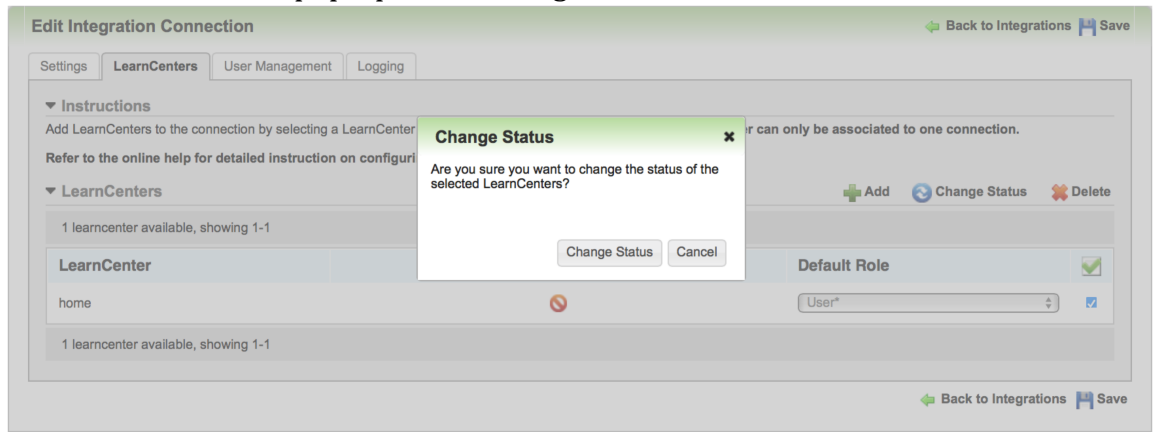 Edit Integration Connection
Back to Integrations Save
Settings LearnCenters User Management Logging
Instructions
Add LearnCenters to the connection by selecting a LearnCenter
can only be associated to one connection.
Refer to the online help for detailed instruction on
Change Status
Are you sure you want to change the status of the
selected LearnCenters?
Change Status Cancel
LearnCenters
Add Change Status Delete
1 learncenter available, showing 1-1
LearnCenter Default Role
home User*
1 learncenter available, showing 1-1
Back to Integrations Save